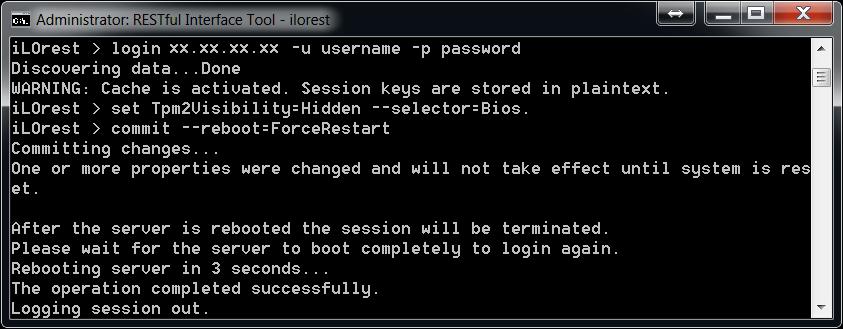 Administrator: RESTful Interface Tool - ilorest
iLOrest > login xx.xx.xx.xx -u username -p password
Discovering data...Done
WARNING: Cache is activated. Session keys are stored in plaintext.
iLOrest > set Tpm2Visibility=Hidden --selector=Bios.
iLOrest > commit --reboot=ForceRestart
Committing changes...
One or more properties were changed and will not take effect until system is res
et.
After the server is rebooted the session will be terminated.
Please wait for the server to boot completely to login again.
Rebooting server in 3 seconds...
The operation completed successfully.
Logging session out.